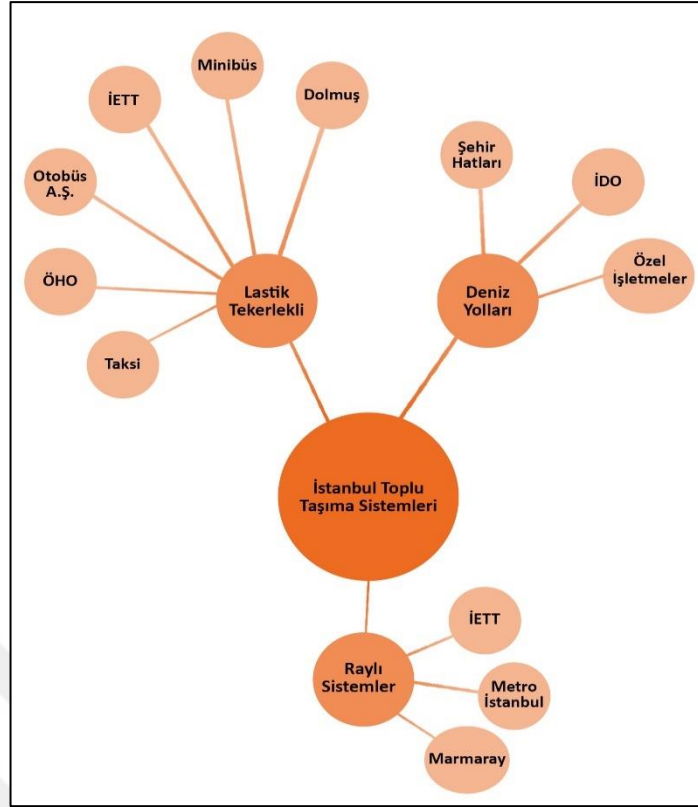 Minibüs
Dolmuş
İETT
Otobüs
A.Ş.
ÖHO
Taksi
Lastik
Tekerlekli
Şehir
Hatları
İDO
Özel
İşletmeler
Deniz
Yolları
İstanbul Toplu
Taşıma Sistemleri
Raylı
Sistemler
İETT
Metro
İstanbul
Marmaray